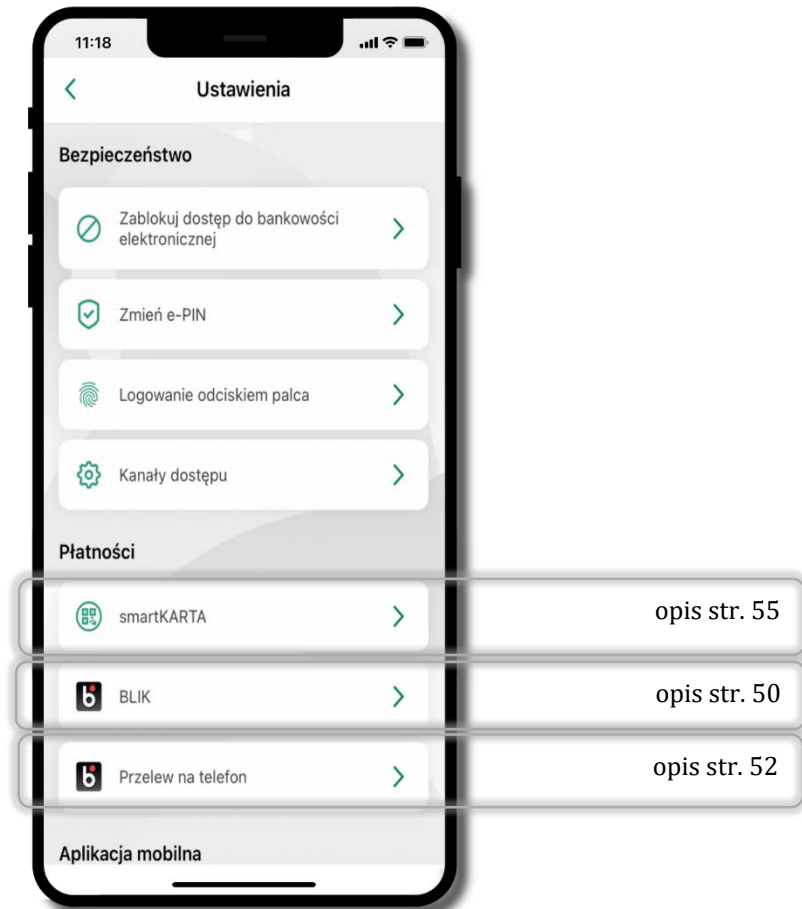 11:18
Ustawienia
Bezpieczeństwo
Zablokuj dostęp do bankowości
elektronicznej
Zmień e-PIN
Logowanie odciskiem palca
Kanały dostępu
Płatności
smartKARTA
opis str. 55
BLIK
opis str. 50
Przelew na telefon
opis str. 52
Aplikacja mobilna